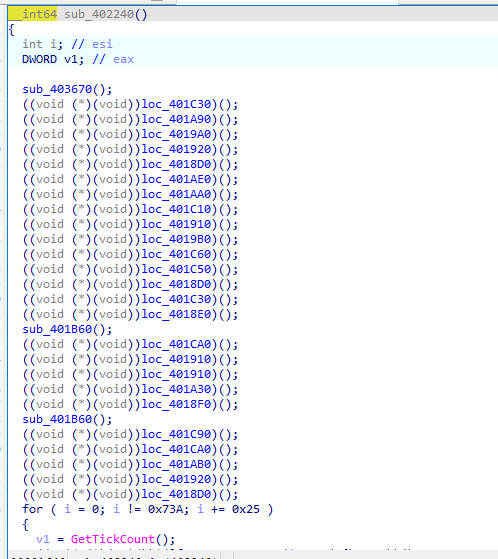 int64 sub_402240()
{
int i; // esi
DWORD v1; // eax
sub_403670();
((void (*)(void))loc_401C30)();
((void (*)(void))loc_401A90)();
((void (*)(void))loc_4019A0)();
((void (*)(void))loc_401920)();
((void (*)(void))loc_4018D0)();
((void (*)(void))loc_401AE0)();
((void (*)(void))loc_401AA0)();
((void (*)(void))loc_401C10)();
((void (*)(void))loc_401910)();
((void (*)(void))loc_4019B0)();
((void (*)(void))loc_401C60)();
((void (*)(void))loc_401C50)();
((void (*)(void))loc_4018D0)();
((void (*)(void))loc_401C30)();
((void (*)(void))loc_4018E0)();
sub_401B60();
((void (*)(void))loc_401CA0)();
((void (*)(void))loc_401910)();
((void (*)(void))loc_401910)();
((void (*)(void))loc_401A30)();
((void (*)(void))loc_4018F0)();
sub_401B60();
((void (*)(void))loc_401C90)();
((void (*)(void))loc_401CA0)();
((void (*)(void))loc_401AB0)();
((void (*)(void))loc_401920)();
((void (*)(void))loc_4018D0)();
for ( i = 0; i != 0x73A; i += 0x25 )
{
v1 = GetTickCount();